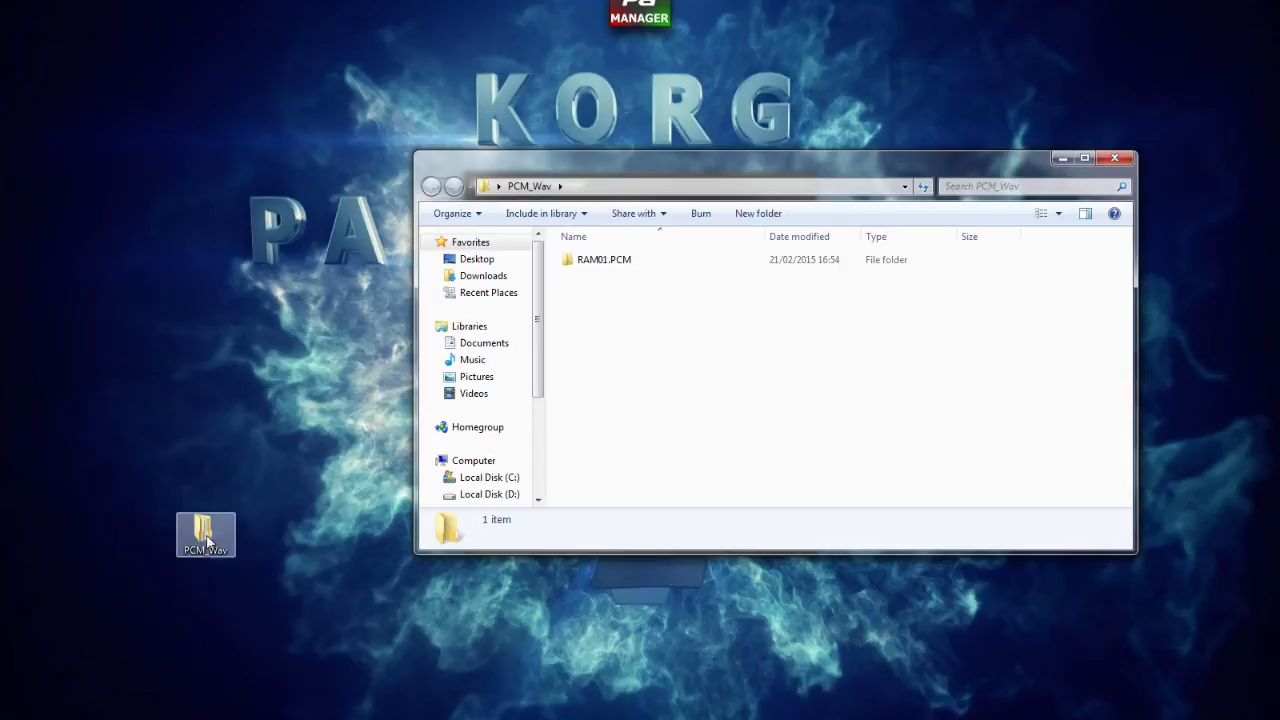 Pa
MANAGER
KORG
PA
PCM_Wav
Search PCM_Wav
Organize
Include in library
Share with
Burn
New folder
Name
Date modified
Type
Size
RAM01.PCM
21/02/2015 16:54
File folder
Favorites
Desktop
Downloads
Recent Places
Libraries
Documents
Music
Pictures
Videos
Homegroup
Computer
Local Disk (C:)
Local Disk (D:)
1 item
PCM_Wav